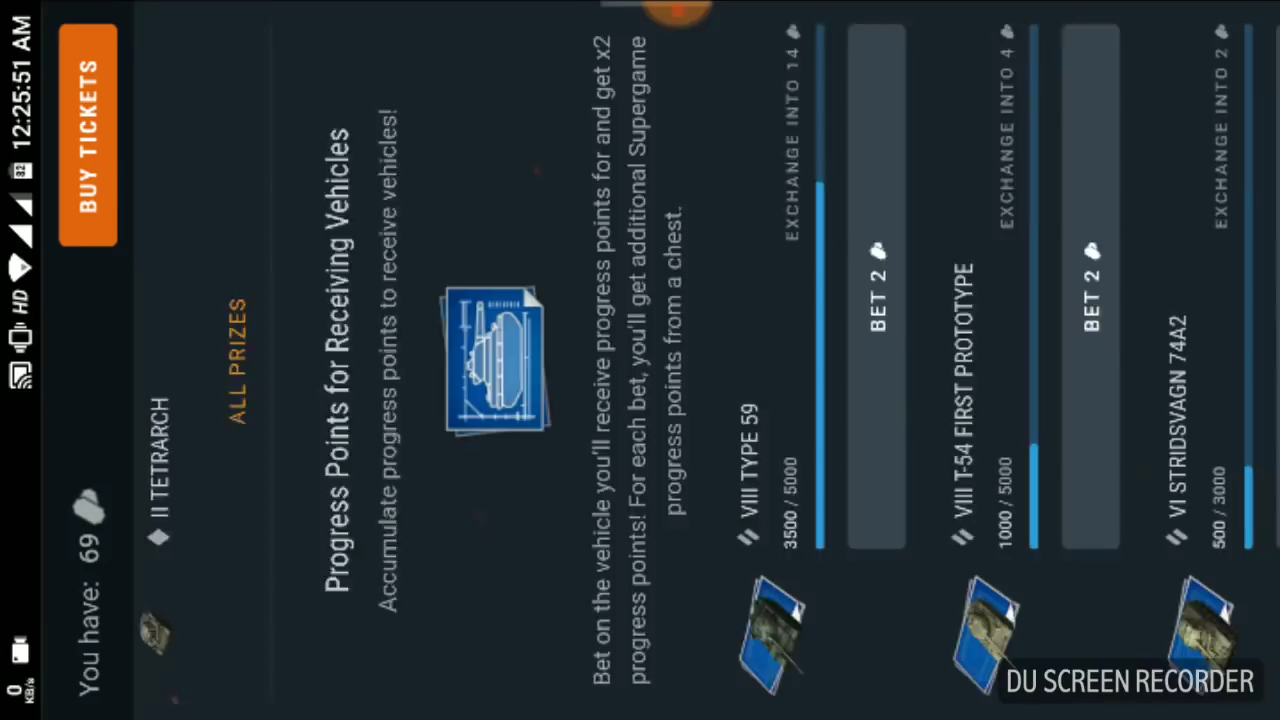 0
KB/s
HD
82
12:25:51 AM
You have: 69
BUY TICKETS
II TETRARCH
ALL PRIZES
Progress Points for Receiving Vehicles
Accumulate progress points to receive vehicles!
Bet on the vehicle you'll receive progress points for and get x2
progress points! For each bet, you'll get additional Supergame
progress points from a chest.
VIII TYPE 59
3500 / 5000
EXCHANGE INTO 14
BET 2
VIII T-54 FIRST PROTOTYPE
1000 / 5000
EXCHANGE INTO 4
BET 2
VI STRIDSVAGN 74A2
500 / 3000
EXCHANGE INTO 2
DU SCREEN RECORDER